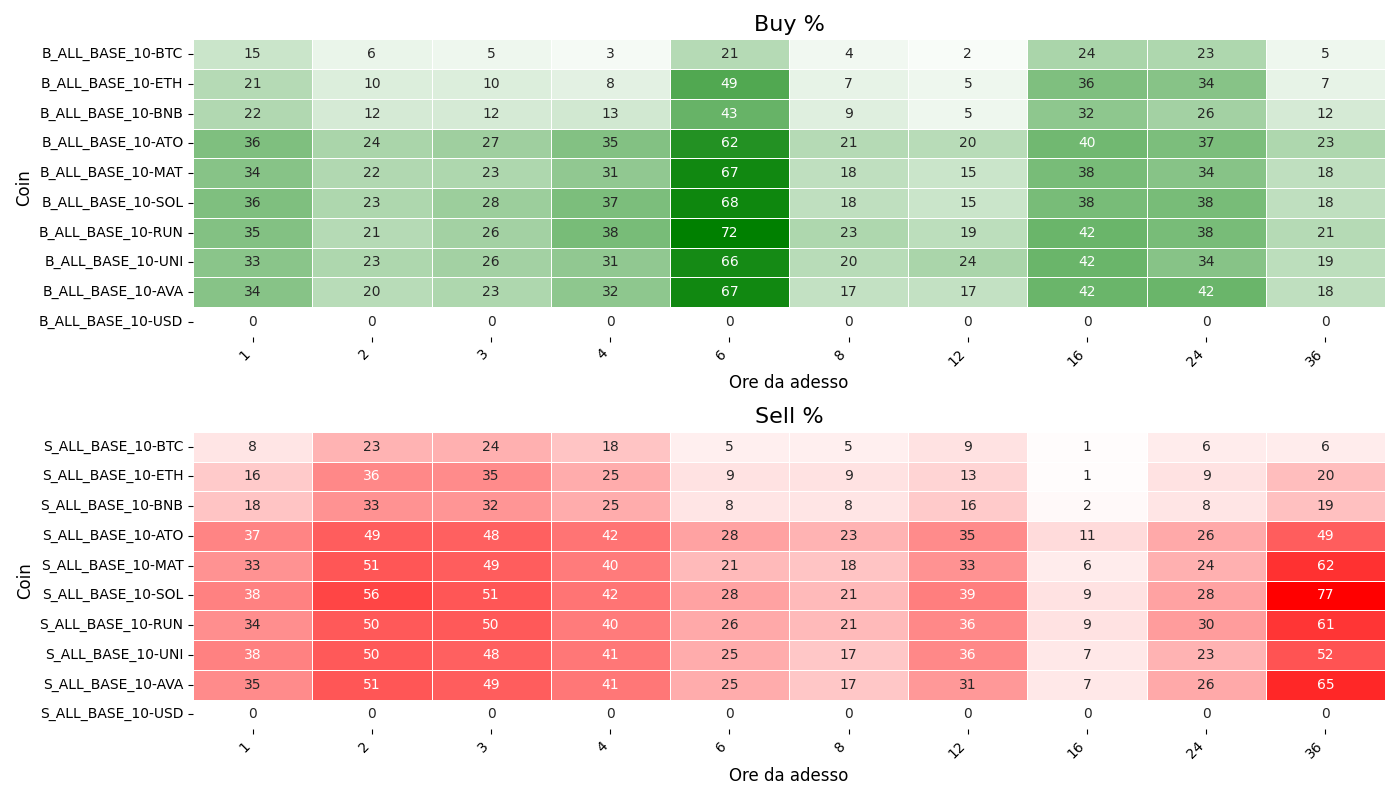 Buy %
Coin
B_ALL_BASE_10-BTC 15 6 5 3 21 4 2 24 23 5
B_ALL_BASE_10-ETH 21 10 10 8 49 7 5 36 34 7
B_ALL_BASE_10-BNB 22 12 12 13 43 9 5 32 26 12
B_ALL_BASE_10-ATO 36 24 27 35 62 21 20 40 37 23
B_ALL_BASE_10-MAT 34 22 23 31 67 18 15 38 34 18
B_ALL_BASE_10-SOL 36 23 28 37 68 18 15 38 38 18
B_ALL_BASE_10-RUN 35 21 26 38 72 23 19 42 38 21
B_ALL_BASE_10-UNI 33 23 26 31 66 20 24 42 34 19
B_ALL_BASE_10-AVA 34 20 23 32 67 17 17 42 42 18
B_ALL_BASE_10-USD 0 0 0 0 0 0 0 0 0 0
1 2 3 4 6 8 12 16 24 36
Ore da adesso
Sell %
Coin
S_ALL_BASE_10-BTC 8 23 24 18 5 5 9 1 6 6
S_ALL_BASE_10-ETH 16 36 35 25 9 9 13 1 9 20
S_ALL_BASE_10-BNB 18 33 32 25 8 8 16 2 8 19
S_ALL_BASE_10-ATO 37 49 48 42 28 23 35 11 26 49
S_ALL_BASE_10-MAT 33 51 49 40 21 18 33 6 24 62
S_ALL_BASE_10-SOL 38 56 51 42 28 21 39 9 28 77
S_ALL_BASE_10-RUN 34 50 50 40 26 21 36 9 30 61
S_ALL_BASE_10-UNI 38 50 48 41 25 17 36 7 23 52
S_ALL_BASE_10-AVA 35 51 49 41 25 17 31 7 26 65
S_ALL_BASE_10-USD 0 0 0 0 0 0 0 0 0 0
1 2 3 4 6 8 12 16 24 36
Ore da adesso